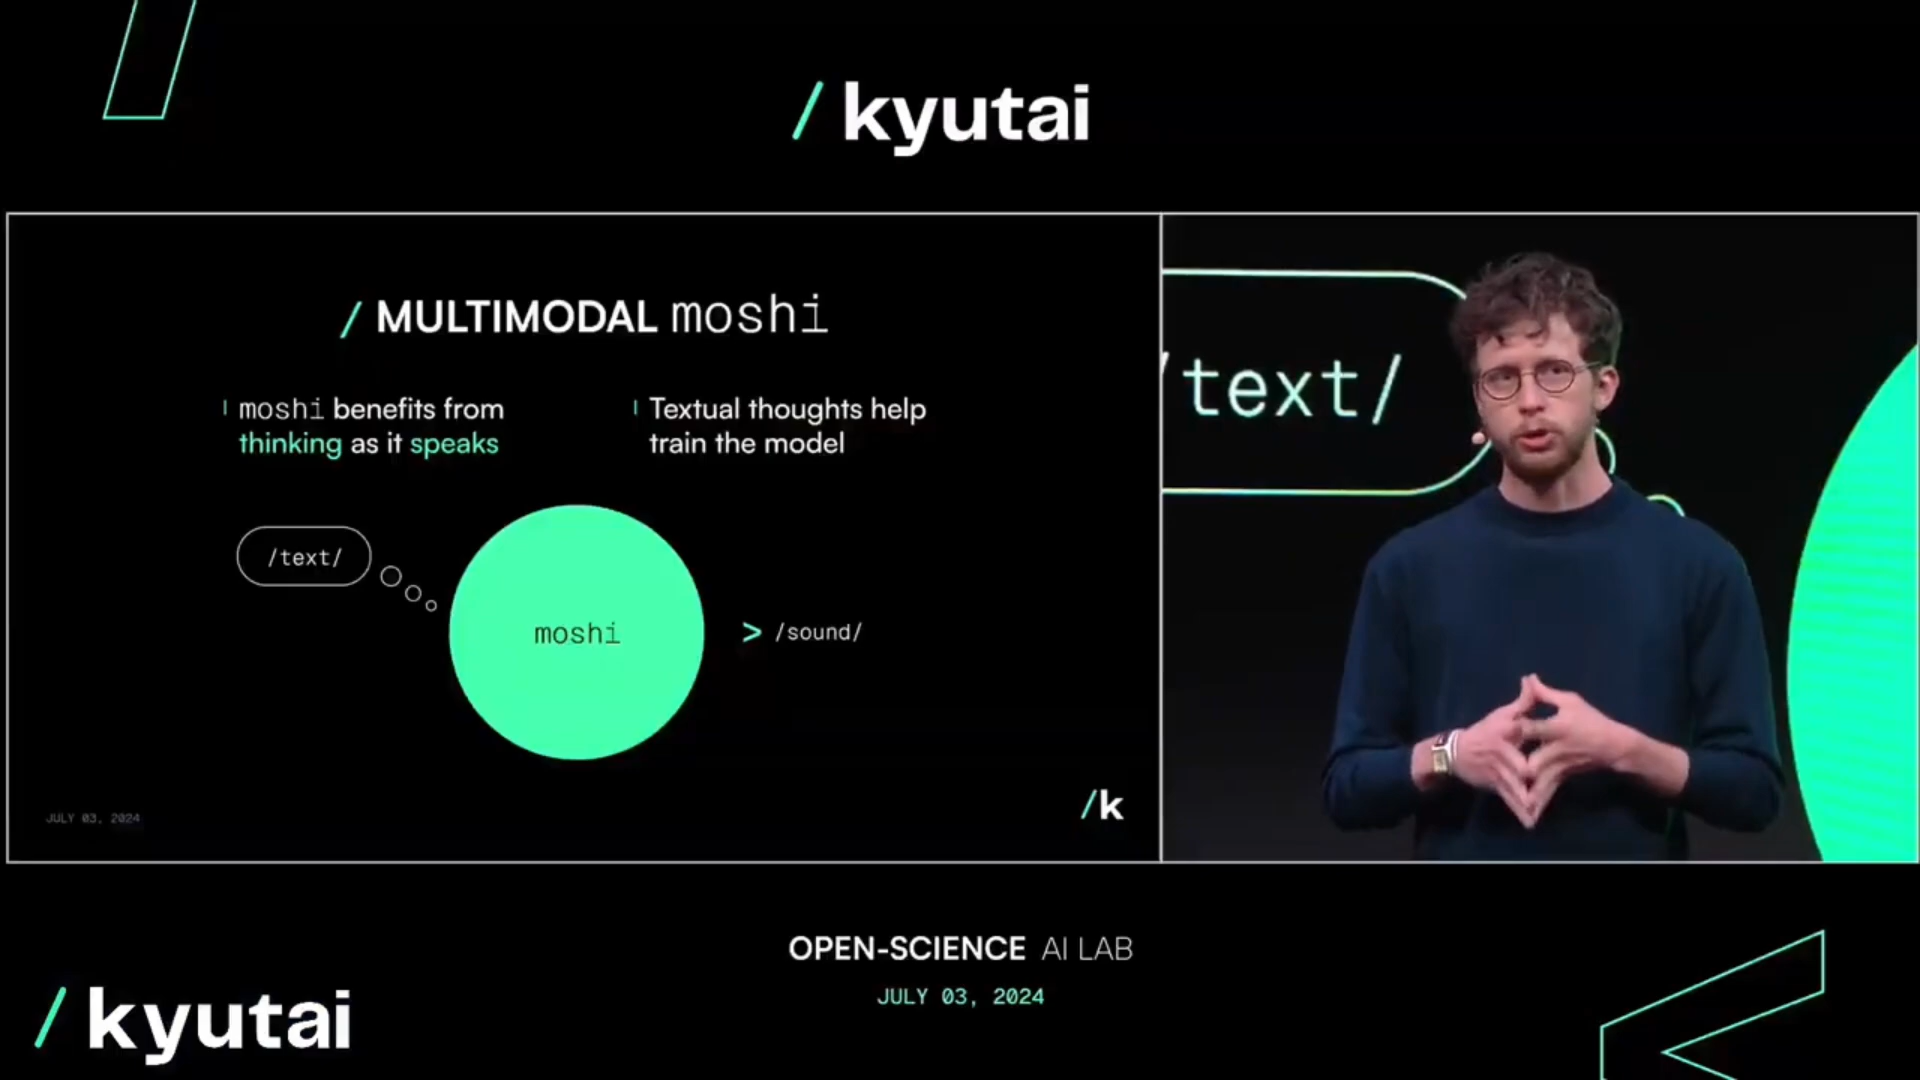 / kyutai
/ MULTIMODAL moshi
moshi benefits from
thinking as it speaks
Textual thoughts help
train the model
/text/
moshi
> /sound/
JULY 03, 2024
/k
/text/
OPEN-SCIENCE AI LAB
JULY 03, 2024
/ kyutai